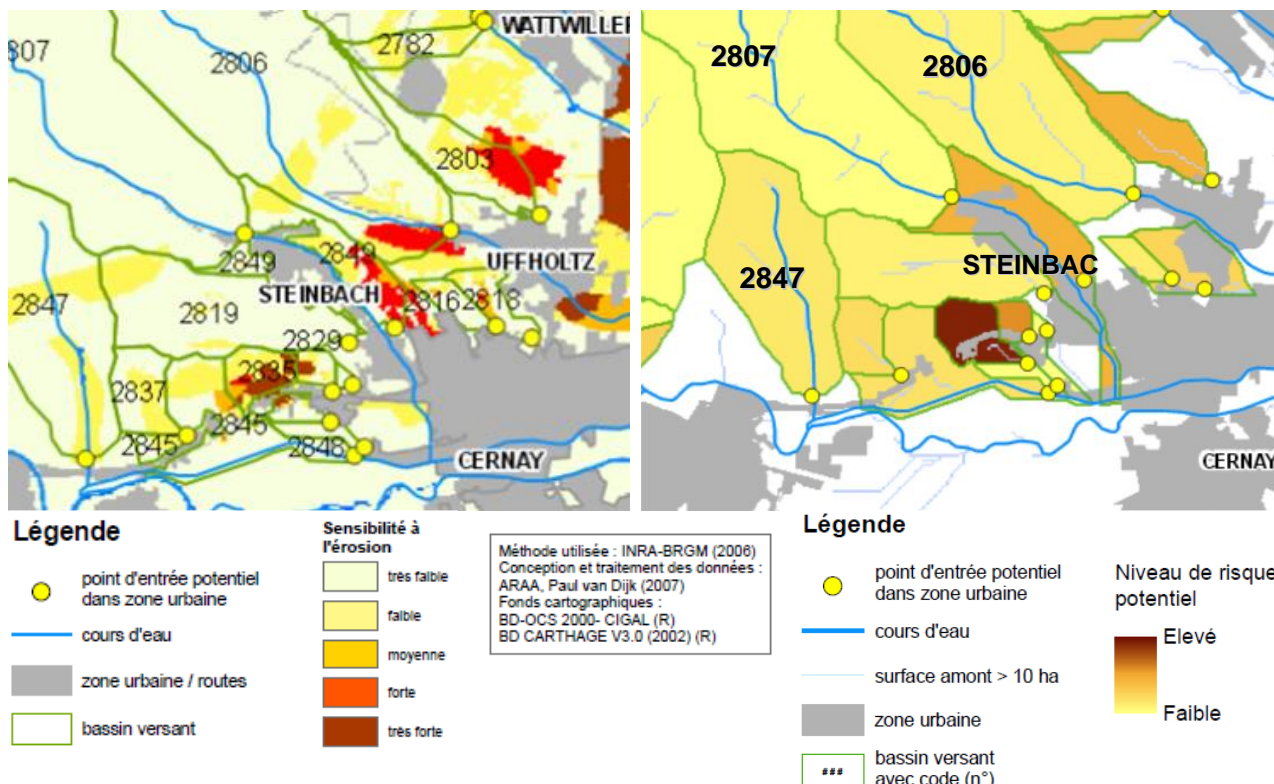 WATTWILLER
2807
2782
2806
2803
UFFHOLTZ
2849
2849
STEINBACH
2847
2816
2818
2819
2829
2835
2837
2845
2845
2848
CERNAY
2807
2806
STEINBAC
2847
CERNAY
Légende
point d'entrée potentiel
dans zone urbaine
cours d'eau
zone urbaine / routes
bassin versant
Sensibilité à
l'érosion
très faible
faible
moyenne
forte
très forte
Méthode utilisée : INRA-BRGM (2006)
Conception et traitement des données :
ARAA, Paul van Dijk (2007)
Fonds cartographiques :
BD-OCS 2000- CIGAL (R)
BD CARTHAGE V3.0 (2002) (R)
Légende
point d'entrée potentiel
dans zone urbaine
cours d'eau
surface amont > 10 ha
zone urbaine
###
bassin versant
avec code (n°)
Niveau de risque
potentiel
Elevé
Faible